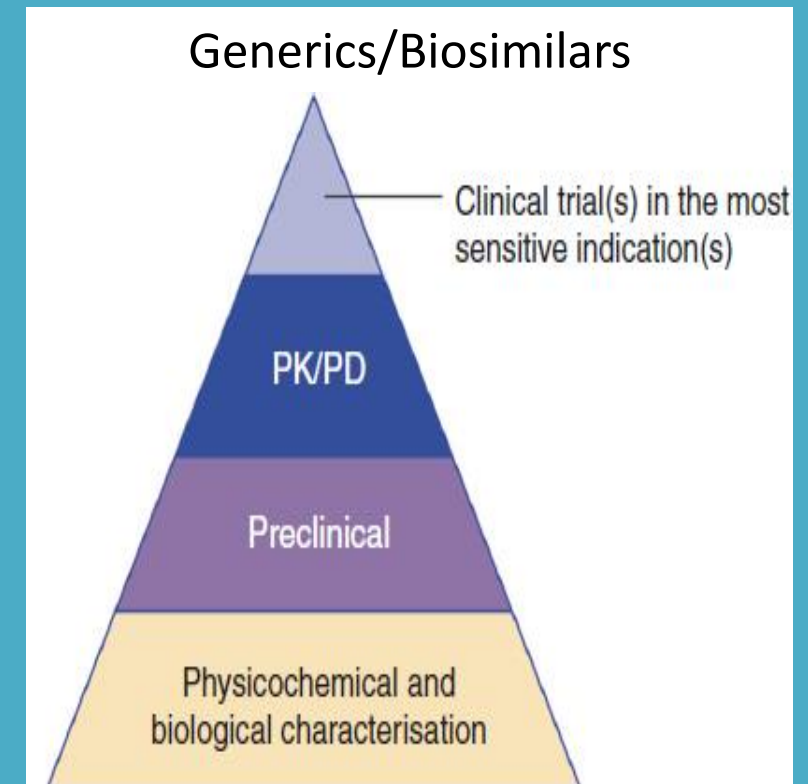 Generics/Biosimilars
Clinical trial(s) in the most
sensitive indication(s)
PK/PD
Preclinical
Physicochemical and
biological characterisation